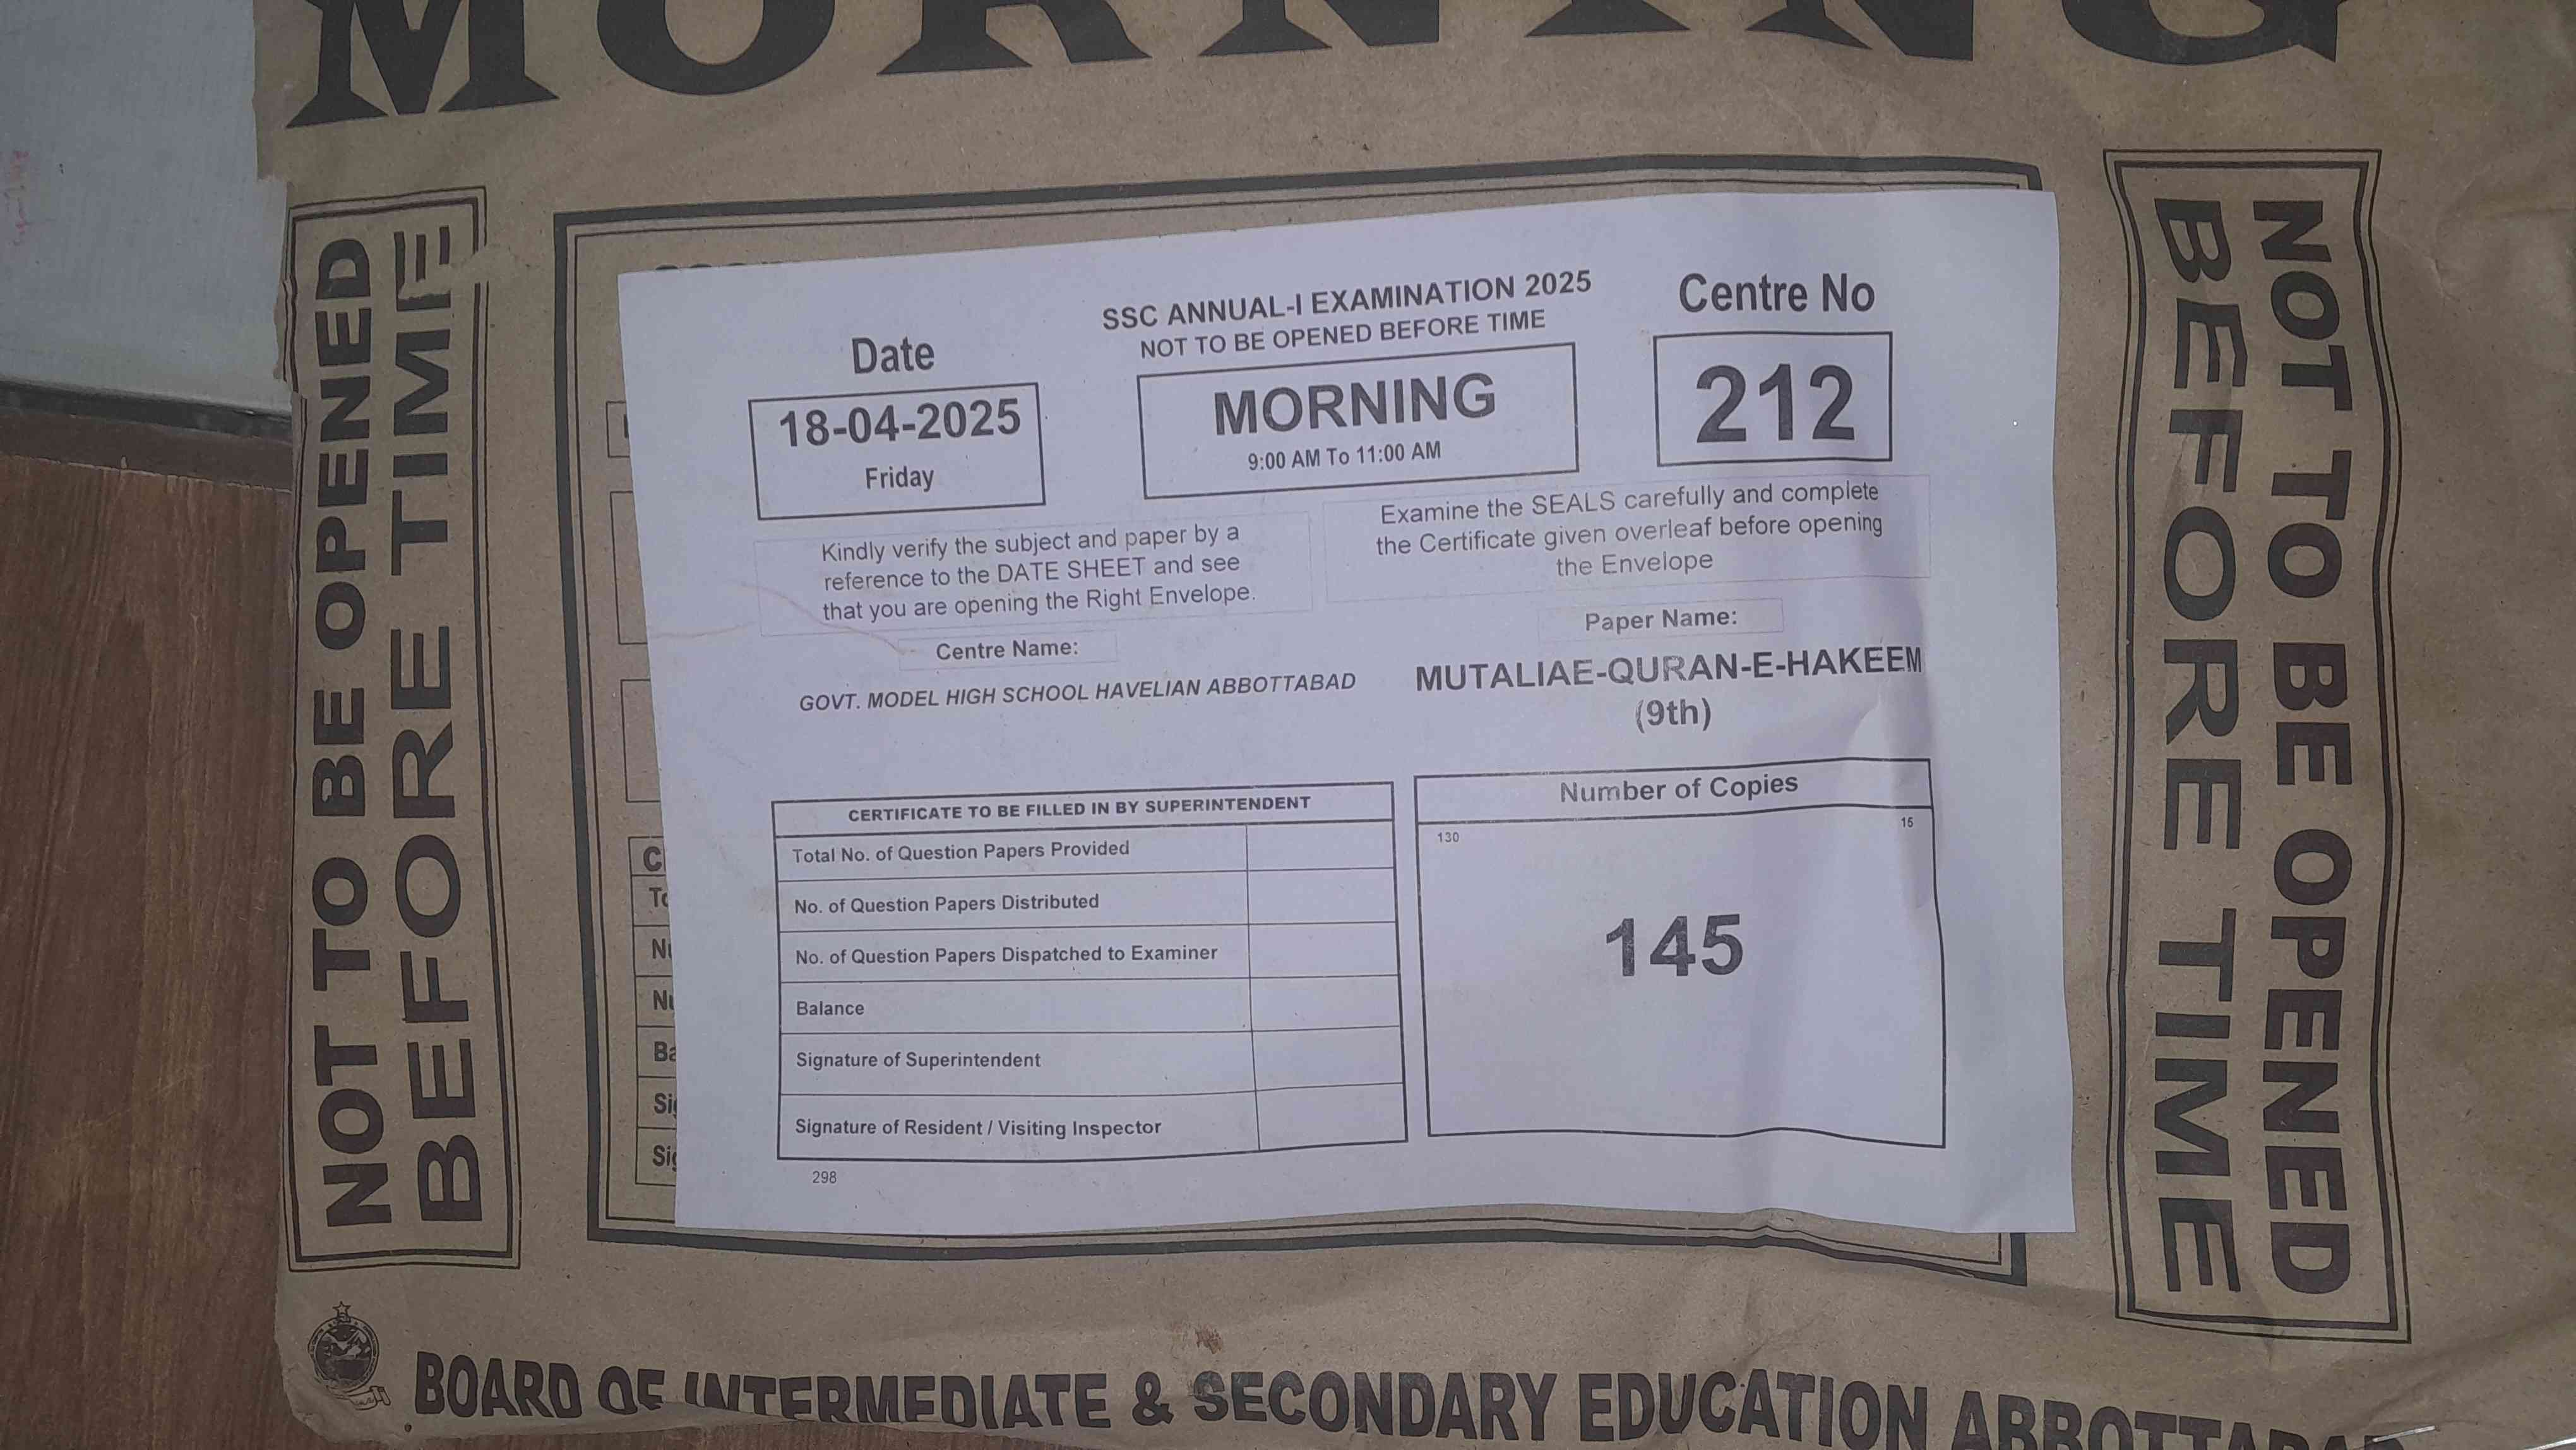 MORNING
NOT TO BE OPENED
BEFORE TIME
SSC ANNUAL-I EXAMINATION 2025
NOT TO BE OPENED BEFORE TIME
Date
18-04-2025
Friday
MORNING
9:00 AM To 11:00 AM
Centre No
212
Kindly verify the subject and paper by a
reference to the DATE SHEET and see
that you are opening the Right Envelope.
Examine the SEALS carefully and complete
the Certificate given overleaf before opening
the Envelope
Centre Name:
GOVT. MODEL HIGH SCHOOL HAVELIAN ABBOTTABAD
Paper Name:
MUTALIAE-QURAN-E-HAKEEM
(9th)
CERTIFICATE TO BE FILLED IN BY SUPERINTENDENT
Total No. of Question Papers Provided
No. of Question Papers Distributed
No. of Question Papers Dispatched to Examiner
Balance
Signature of Superintendent
Signature of Resident / Visiting Inspector
298
Number of Copies
130
15
145
NOT TO BE OPENED
BEFORE TIME
BOARD OF INTERMEDIATE & SECONDARY EDUCATION ABBOTTABAD